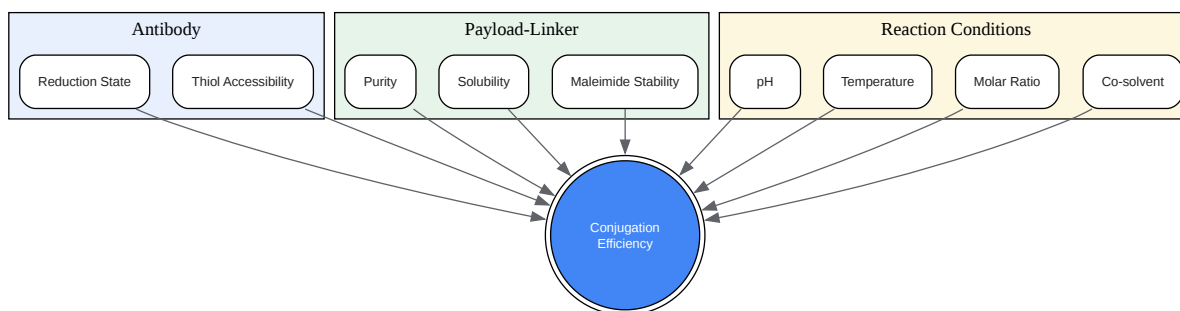 Antibody
Payload-Linker
Reaction Conditions
Reduction State
Thiol Accessibility
Purity
Solubility
Maleimide Stability
pH
Temperature
Molar Ratio
Co-solvent
Conjugation
Efficiency